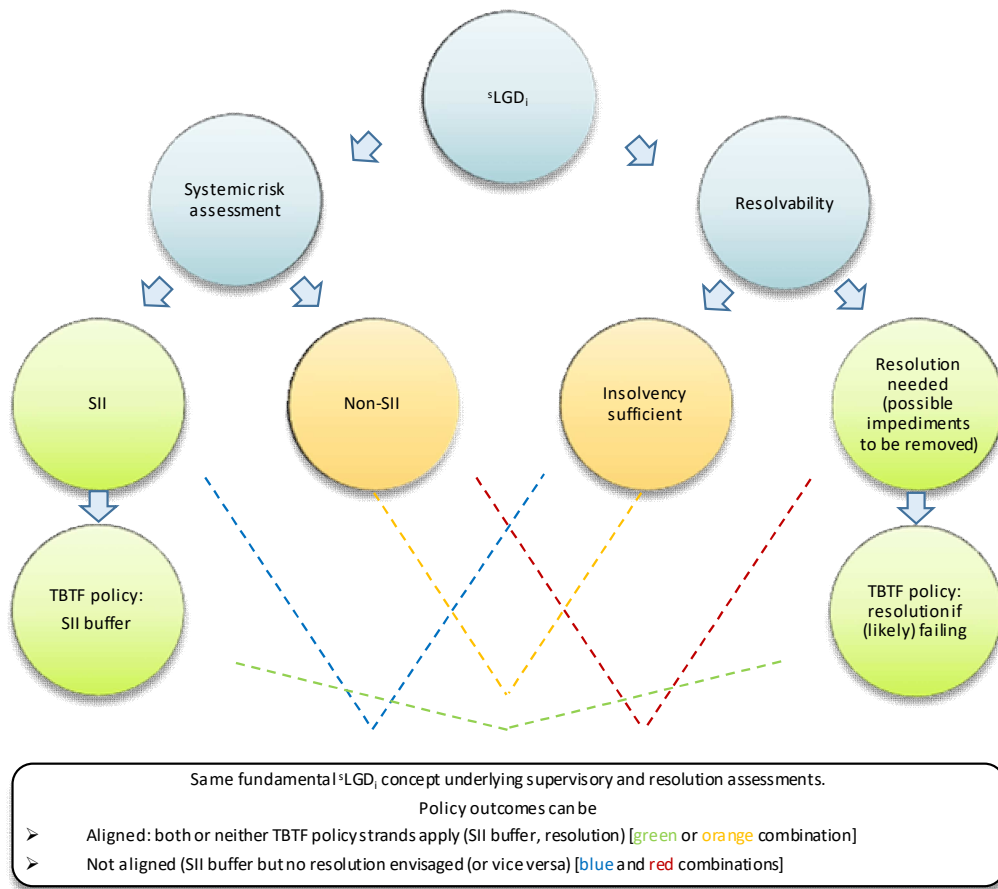 ˢLGDᵢ
Systemic risk
assessment
Resolvability
SII
Non-SII
Insolvency
sufficient
Resolution
needed
(possible
impediments
to be removed)
TBTF policy:
SII buffer
TBTF policy:
resolution if
(likely) failing
Same fundamental ˢLGDᵢ concept underlying supervisory and resolution assessments.
Policy outcomes can be
➢ Aligned: both or neither TBTF policy strands apply (SII buffer, resolution) [green or orange combination]
➢ Not aligned (SII buffer but no resolution envisaged (or vice versa) [blue and red combinations]